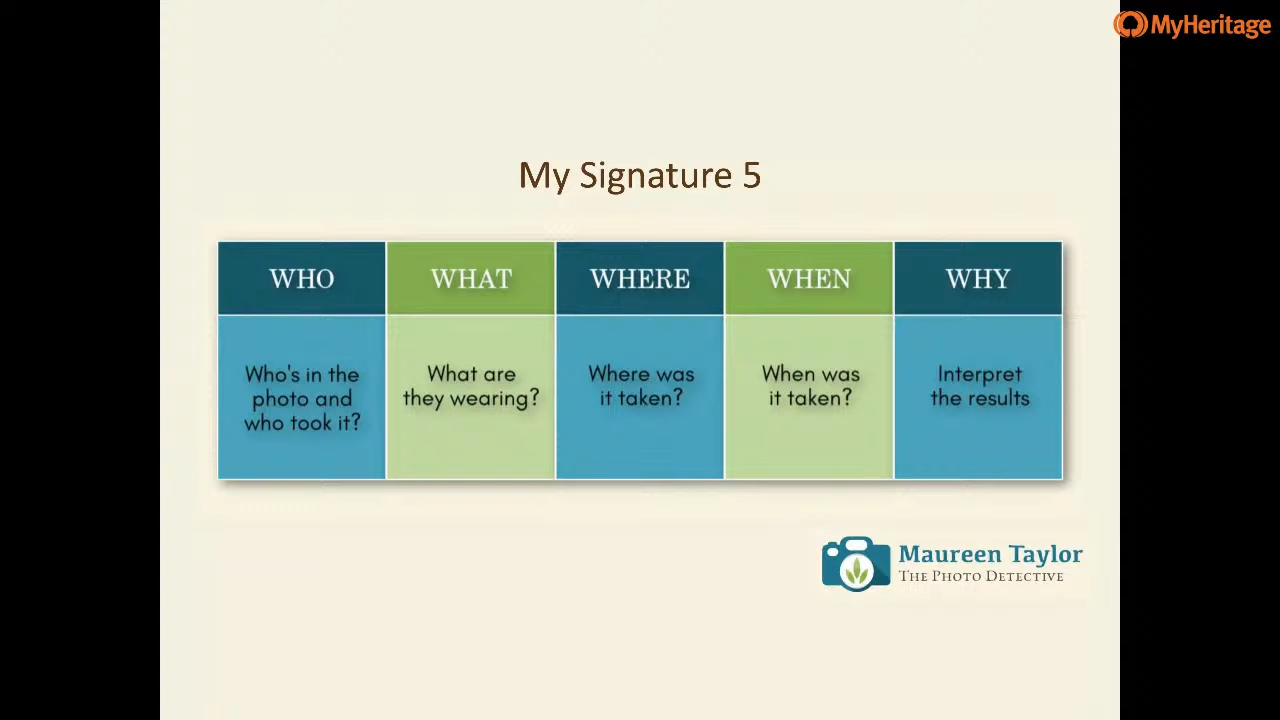 MyHeritage
My Signature 5
WHO
WHAT
WHERE
WHEN
WHY
Who's in the
photo and
who took it?
What are
they wearing?
Where was
it taken?
When was
it taken?
Interpret
the results
Maureen Taylor
THE PHOTO DETECTIVE